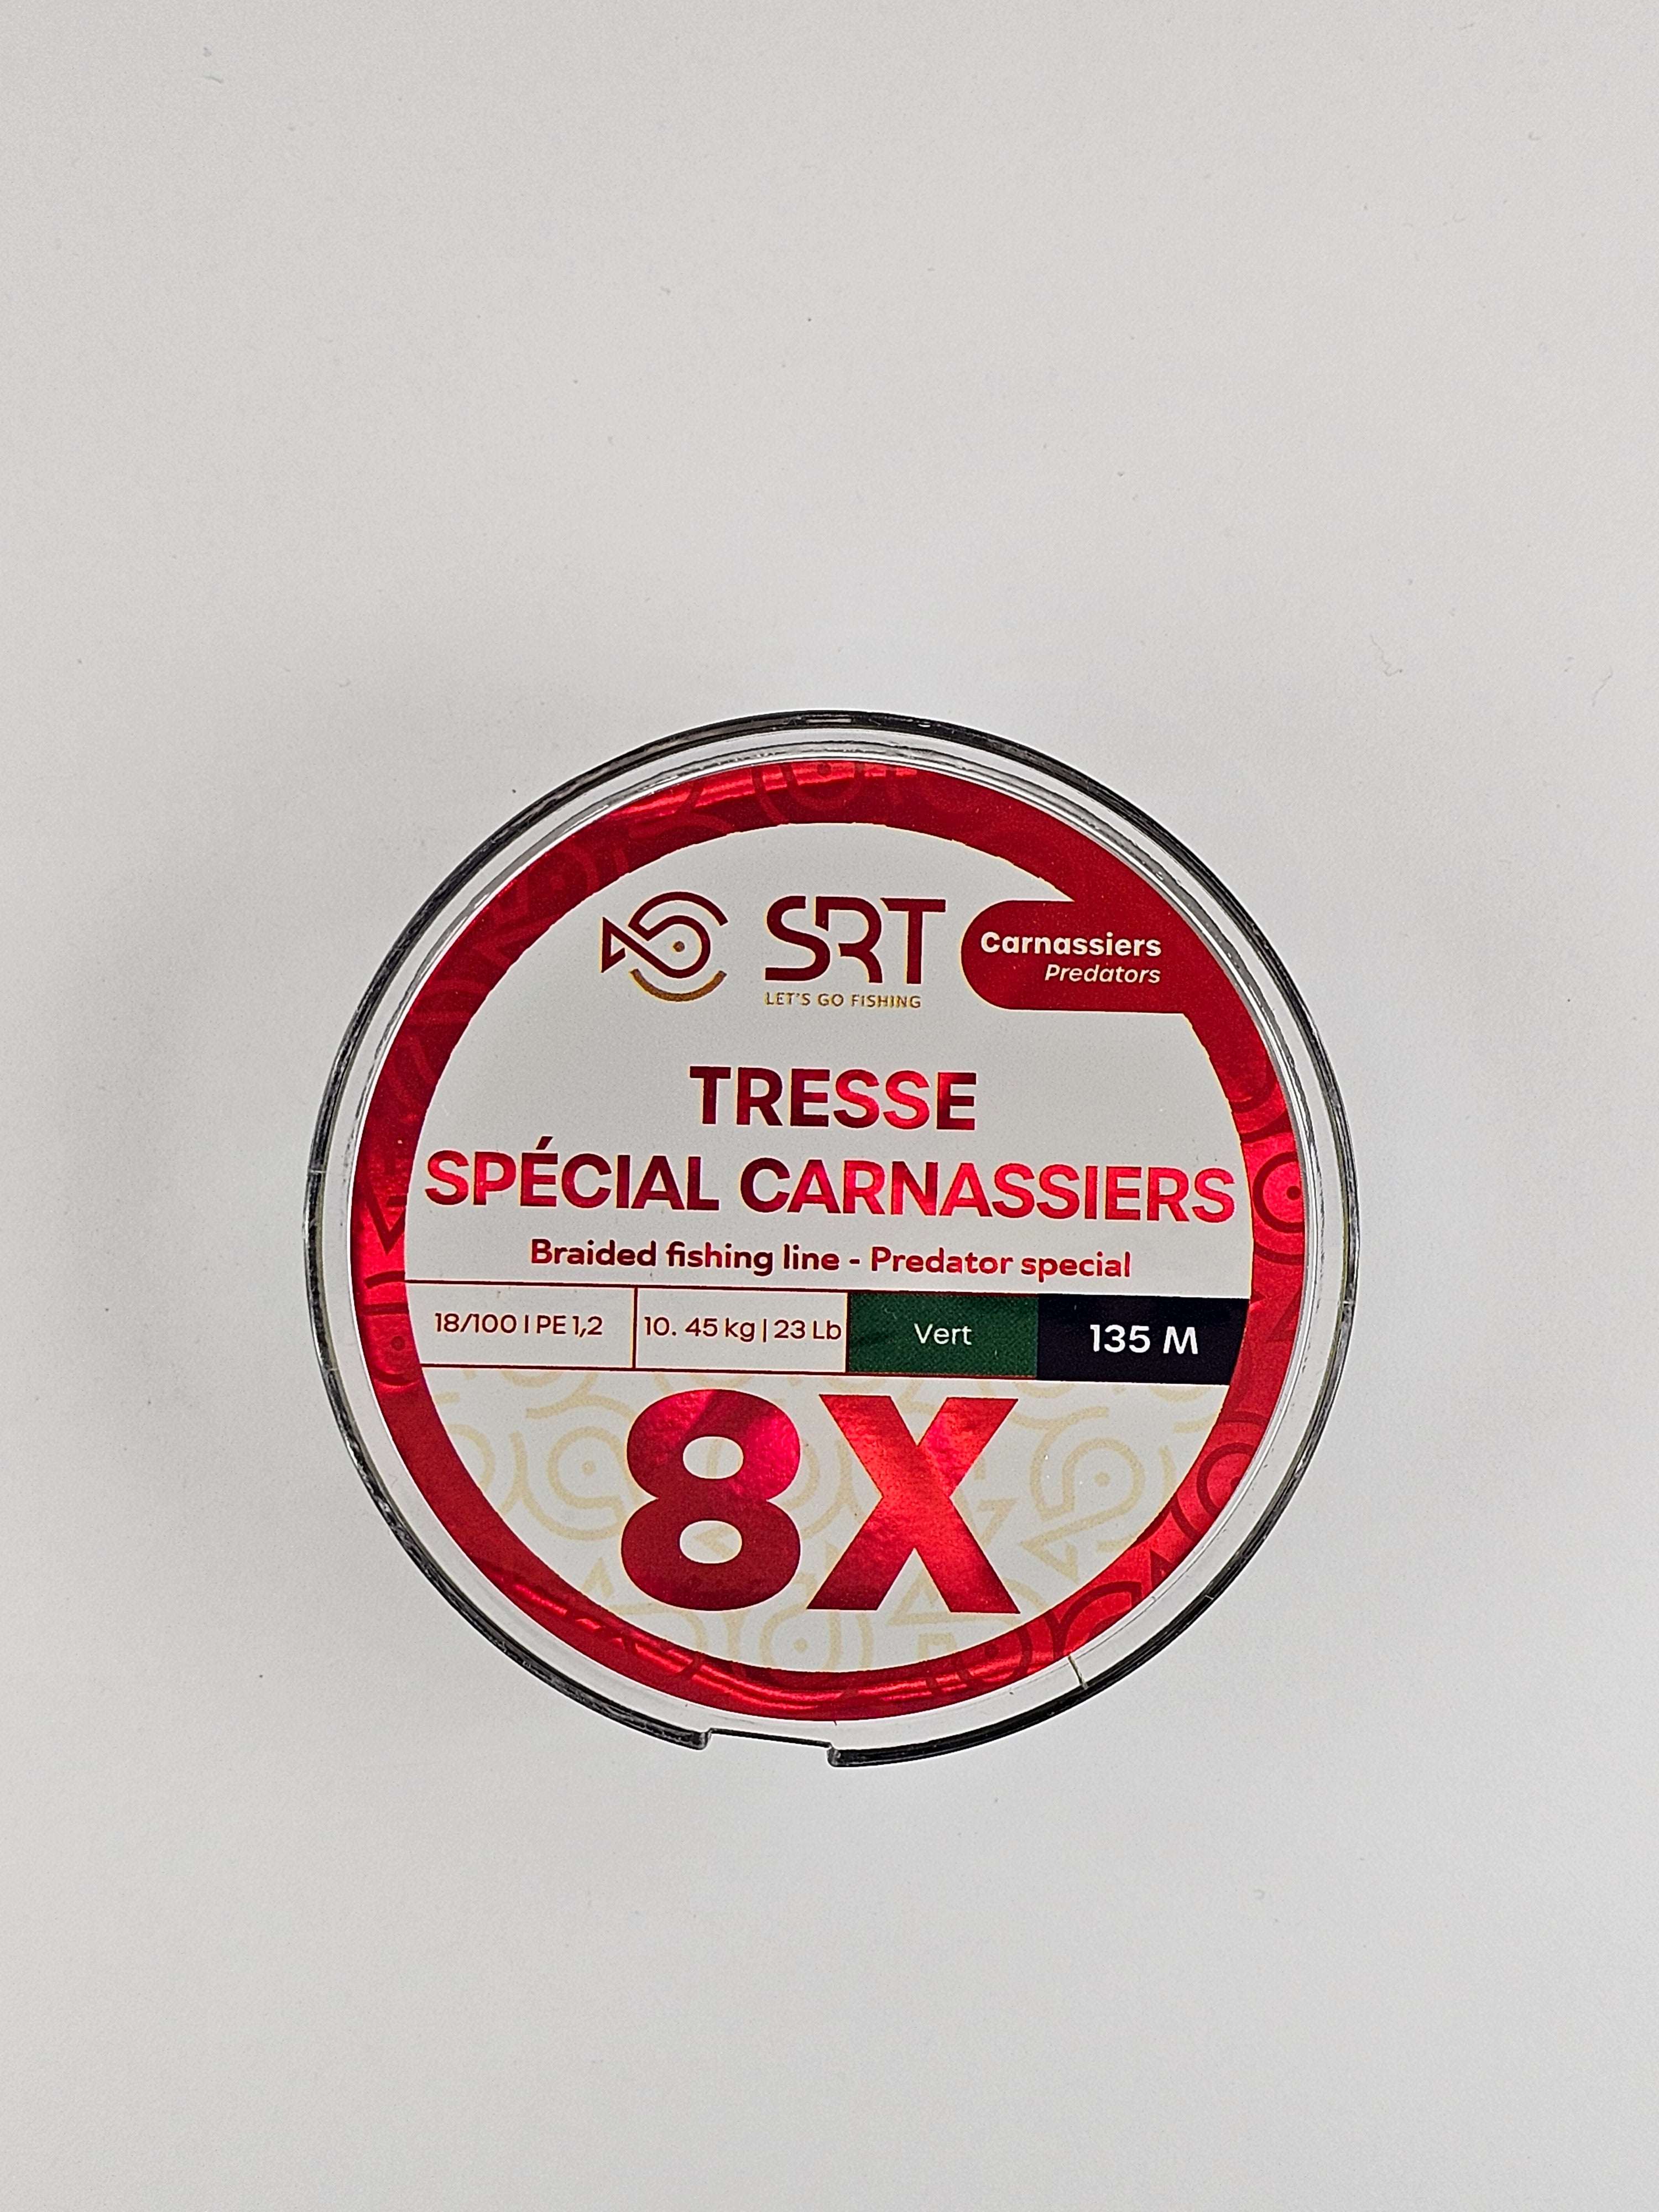 SRT
LET'S GO FISHING
Carnassiers
Predators
TRESSE
SPÉCIAL CARNASSIERS
Braided fishing line - Predator special
18/100 | PE 1,2
10. 45 kg | 23 Lb
Vert
135 M
8X